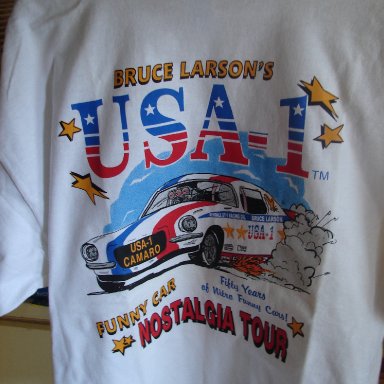 BRUCE LARSON'S
USA-1
TM
BRUCE LARSON
USA-1
USA-1
CAMARO
Fifty Years
of Nitro Funny Cars!
FUNNY CAR
NOSTALGIA TOUR